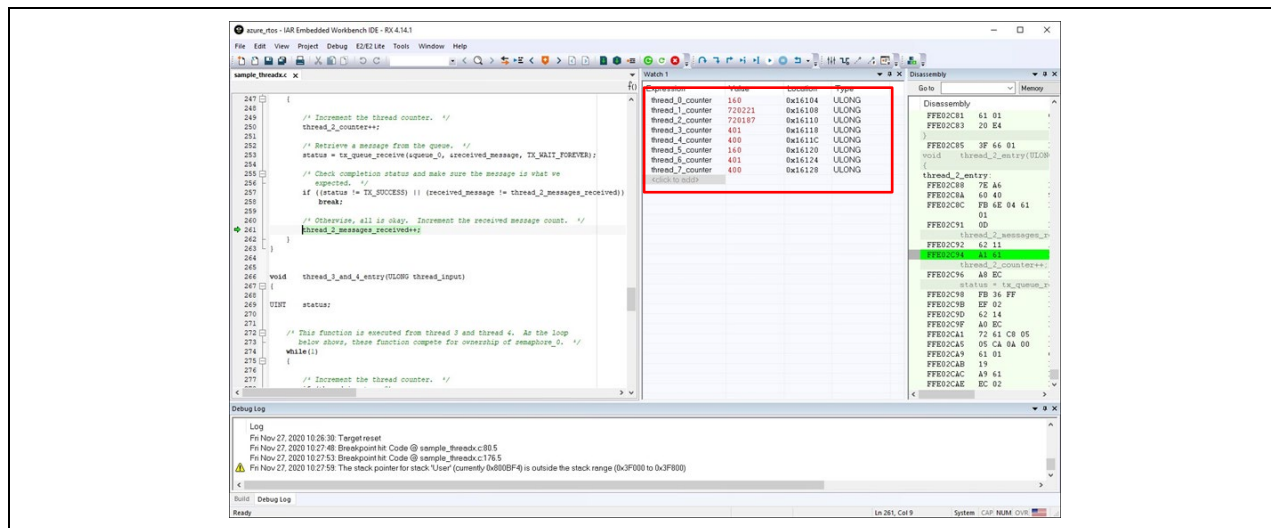 azure_rtos - IAR Embedded Workbench IDE - RX 4.14.1
File Edit View Project Debug E2/E2 Lite Tools Window Help
sample_threadx.c
Watch 1
Disassembly
f()
Expression Value Location Type
Go to Memory
thread_0_counter 160 0x16104 ULONG
thread_1_counter 720221 0x16108 ULONG
thread_2_counter 720187 0x16110 ULONG
thread_3_counter 401 0x16118 ULONG
thread_4_counter 400 0x1611C ULONG
thread_5_counter 160 0x16120 ULONG
thread_6_counter 401 0x16124 ULONG
thread_7_counter 400 0x16128 ULONG
<click to add>
247 {
248
249 /* Increment the thread counter. */
250 thread_2_counter++;
251
252 /* Retrieve a message from the queue. */
253 status = tx_queue_receive(&queue_0, &received_message, TX_WAIT_FOREVER);
254
255 /* Check completion status and make sure the message is what we
256 expected. */
257 if ((status != TX_SUCCESS) || (received_message != thread_2_messages_received))
258 break;
259
260 /* Otherwise, all is okay. Increment the received message count. */
261 thread_2_messages_received++;
262 }
263 }
264
265
266 void thread_3_and_4_entry(ULONG thread_input)
267 {
268
269 UINT status;
270
271
272 /* This function is executed from thread 3 and thread 4. As the loop
273 below shows, these function compete for ownership of semaphore_0. */
274 while(1)
275 {
276
277 /* Increment the thread counter. */
Disassembly
FFE02C81 61 01
FFE02C83 20 E4
}
FFE02C85 3F 66 01
void thread_2_entry(ULON
{
thread_2_entry:
FFE02C88 7E A6
FFE02C8A 60 40
FFE02C8C FB 6E 04 61
01
FFE02C91 0D
thread_2_messages_r
FFE02C92 62 11
FFE02C94 A1 61
thread_2_counter++;
FFE02C96 A8 EC
status = tx_queue_r
FFE02C98 FB 36 FF
FFE02C9B EF 02
FFE02C9D 62 14
FFE02C9F A0 EC
FFE02CA1 72 61 C8 05
FFE02CA5 05 CA 0A 00
FFE02CA9 61 01
FFE02CAB 19
FFE02CAC A9 61
FFE02CAE EC 02
Debug Log
Log
Fri Nov 27, 2020 10:26:30: Target reset
Fri Nov 27, 2020 10:27:48: Breakpoint hit: Code @ sample_threadx.c:80.5
Fri Nov 27, 2020 10:27:53: Breakpoint hit: Code @ sample_threadx.c:176.5
Fri Nov 27, 2020 10:27:59: The stack pointer for stack 'User' (currently 0x800BF4) is outside the stack range (0x3F000 to 0x3F800)
Build Debug Log
Ready Ln 261, Col 9 System CAP NUM OVR